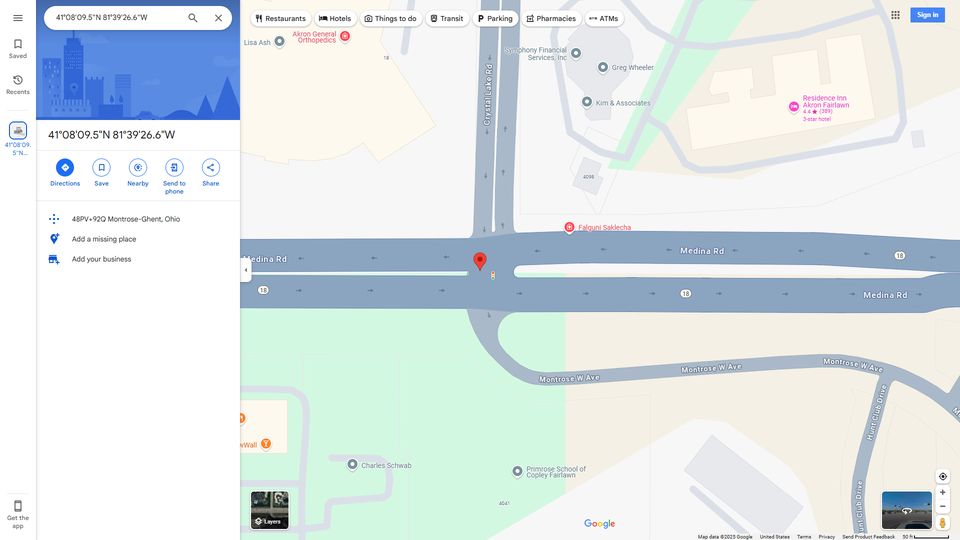 41°08'09.5"N 81°39'26.6"W
Restaurants
Hotels
Things to do
Transit
Parking
Pharmacies
ATMs
Sign in
Saved
Recents
41°08'09.
5"N...
Get the
app
41°08'09.5"N 81°39'26.6"W
Directions
Save
Nearby
Send to
phone
Share
48PV+92Q Montrose-Ghent, Ohio
Add a missing place
Add your business
Lisa Ash
Akron General
Orthopedics
18
Crystal Lake Rd
Symphony Financial
Services, Inc
Greg Wheeler
Kim & Associates
Residence Inn
Akron Fairlawn
4.4 ★ (389)
3-star hotel
4096
Falguni Saklecha
Medina Rd
Medina Rd
18
18
18
Medina Rd
Montrose W Ave
Montrose W Ave
Montrose W Ave
Hunt Club Drive
Hunt Club Drive
wWall
Charles Schwab
Primrose School of
Copley Fairlawn
4041
Layers
Google
Map data ©2025 Google
United States
Terms
Privacy
Send Product Feedback
50 ft